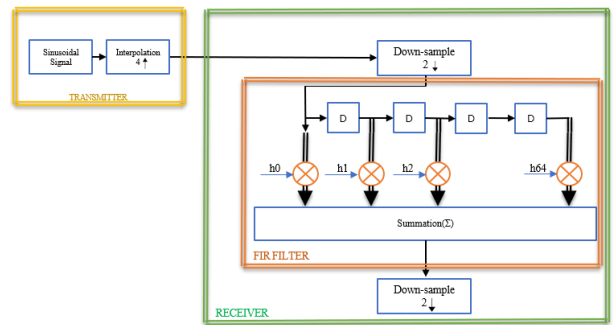 Sinusoidal
Signal
Interpolation
4↑
TRANSMITTER
Down-sample
2↓
D
D
D
D
h0
h1
h2
h64
Summation(Σ)
FIR FILTER
Down-sample
2↓
RECEIVER